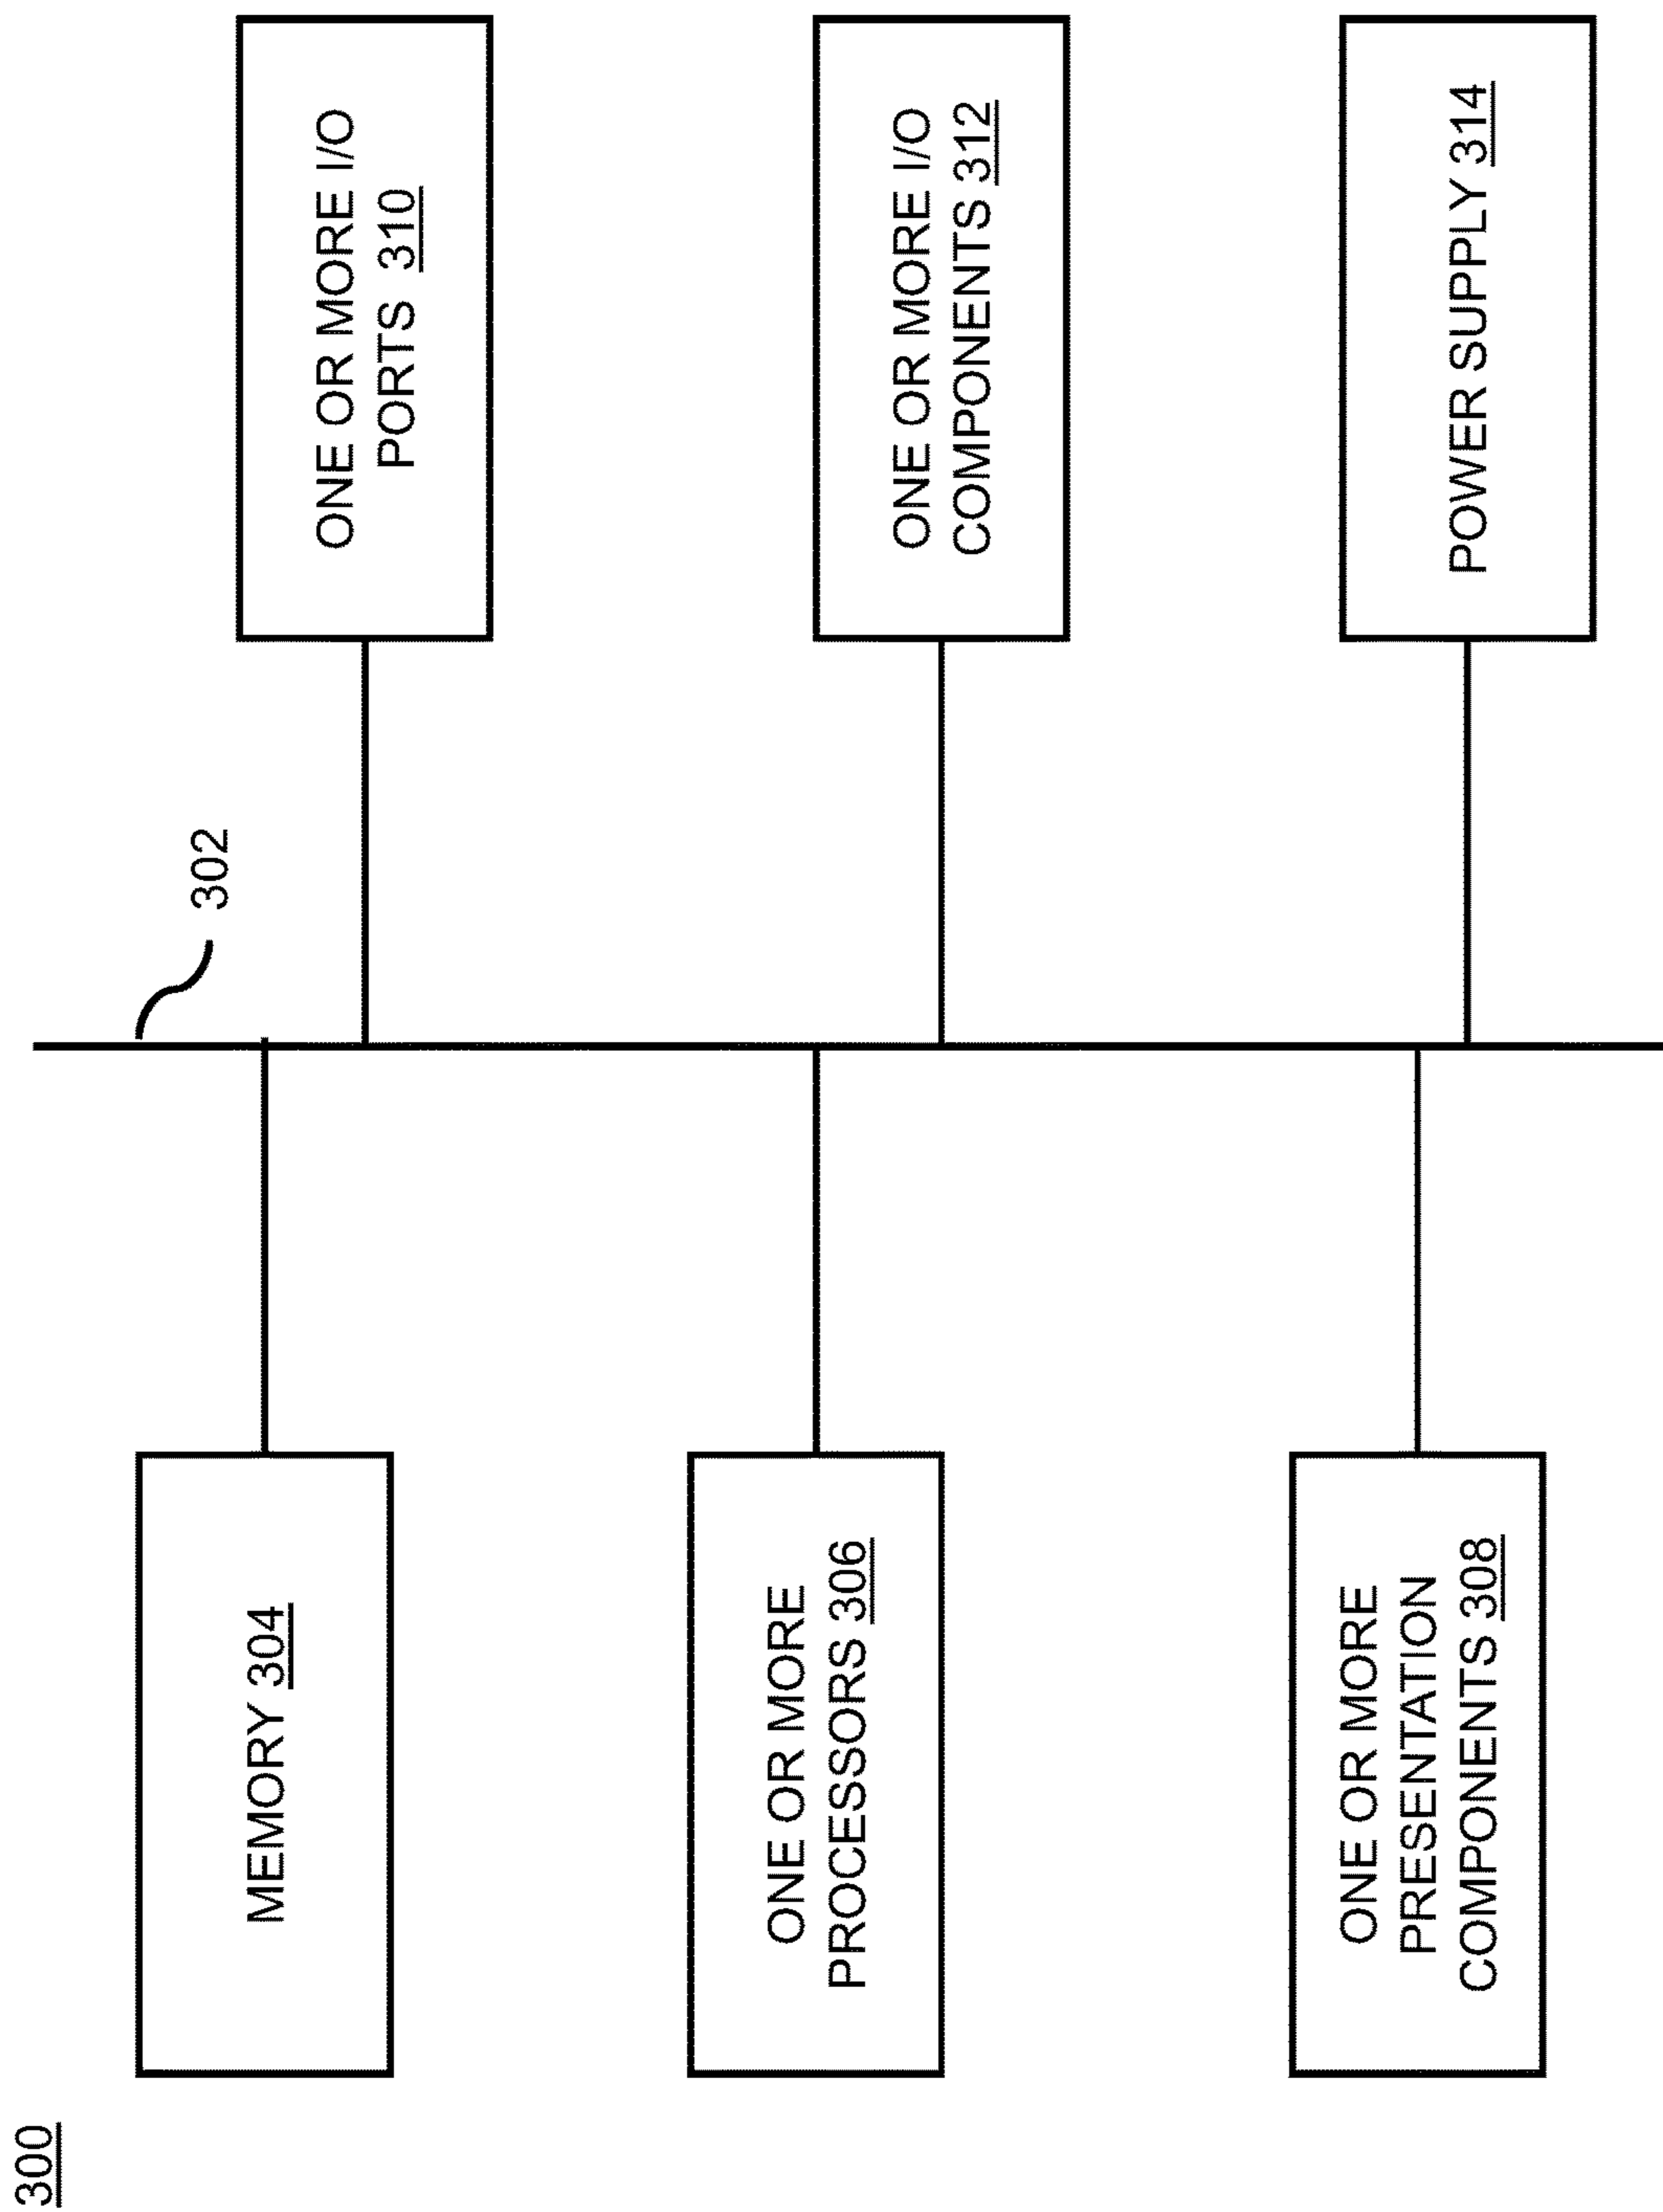 300
302
MEMORY 304
ONE OR MORE
PROCESSORS 306
ONE OR MORE
PRESENTATION
COMPONENTS 308
ONE OR MORE I/O
PORTS 310
ONE OR MORE I/O
COMPONENTS 312
POWER SUPPLY 314